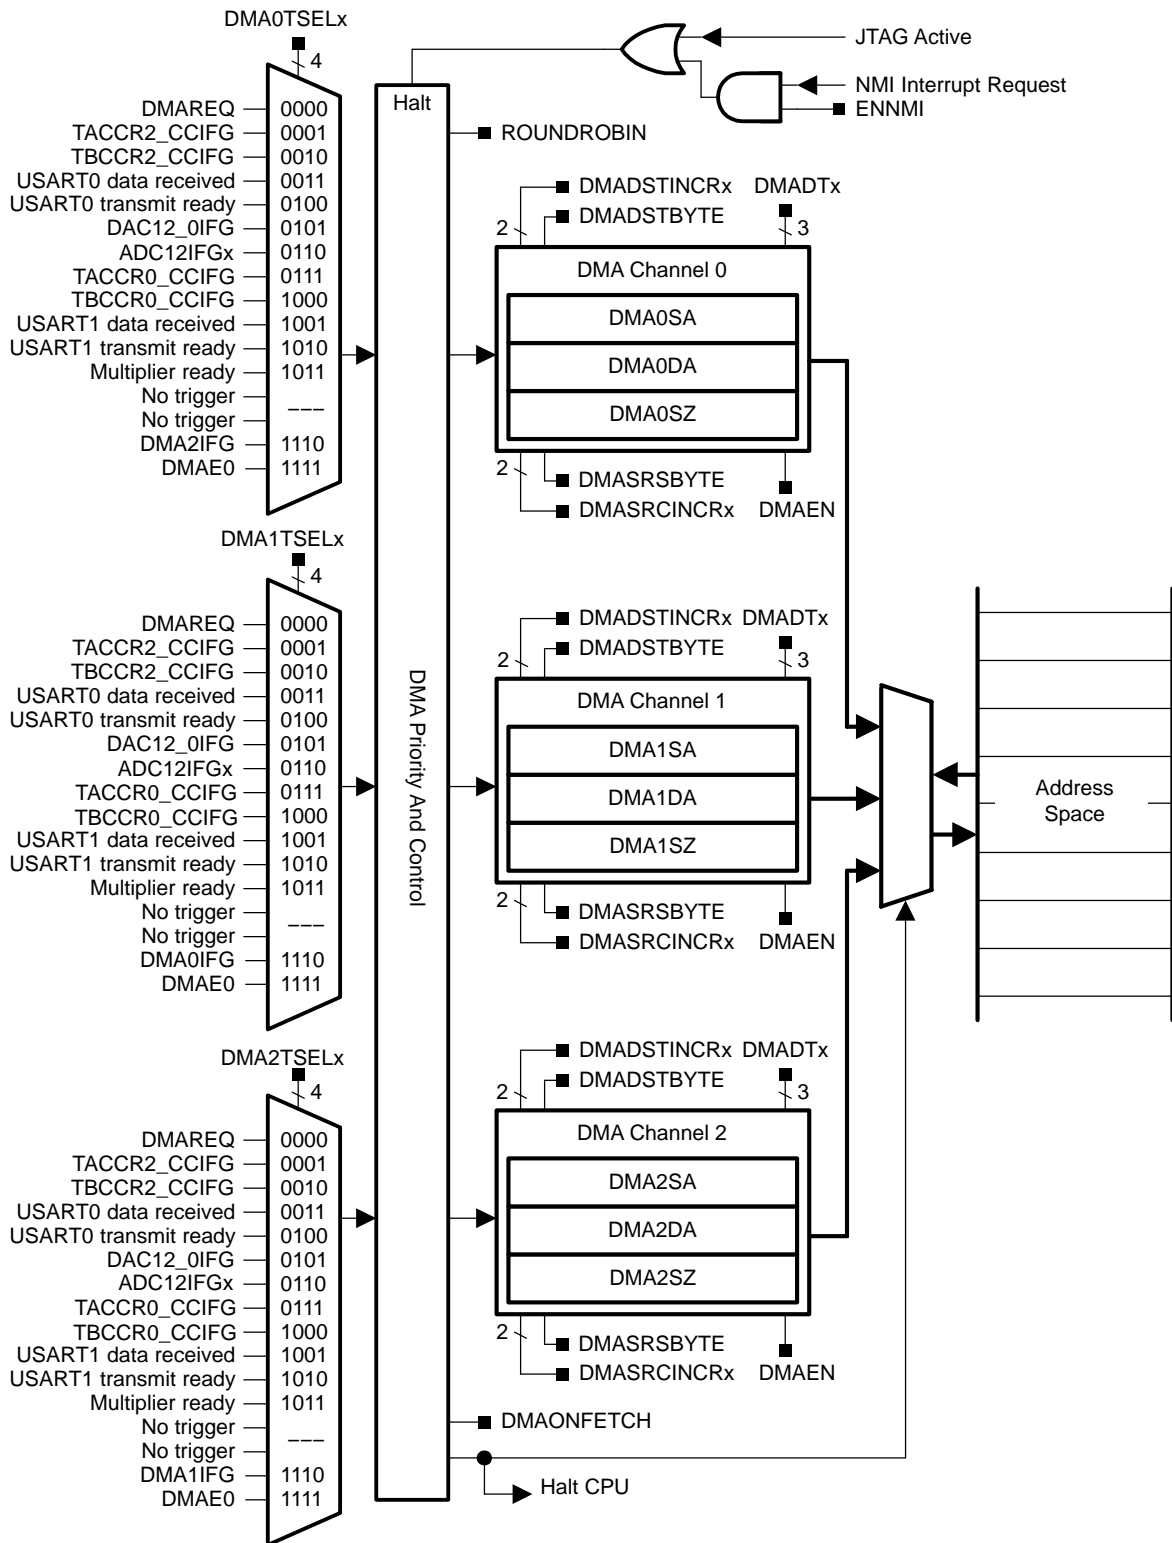 DMA0TSELx
4
JTAG Active
NMI Interrupt Request
ENNMI
Halt
ROUNDROBIN
DMAREQ 0000
TACCR2_CCIFG 0001
TBCCR2_CCIFG 0010
USART0 data received 0011
USART0 transmit ready 0100
DAC12_0IFG 0101
ADC12IFGx 0110
TACCR0_CCIFG 0111
TBCCR0_CCIFG 1000
USART1 data received 1001
USART1 transmit ready 1010
Multiplier ready 1011
No trigger
No trigger
−−−
DMA2IFG 1110
DMAE0 1111
DMADSTINCRx DMADTx
2 DMADSTBYTE 3
DMA Channel 0
DMA0SA
DMA0DA
DMA0SZ
2 DMASRSBYTE
DMASRCINCRx DMAEN
DMA1TSELx
4
DMAREQ 0000
TACCR2_CCIFG 0001
TBCCR2_CCIFG 0010
USART0 data received 0011
USART0 transmit ready 0100
DAC12_0IFG 0101
ADC12IFGx 0110
TACCR0_CCIFG 0111
TBCCR0_CCIFG 1000
USART1 data received 1001
USART1 transmit ready 1010
Multiplier ready 1011
No trigger
No trigger
−−−
DMA0IFG 1110
DMAE0 1111
DMA Priority And Control
DMADSTINCRx DMADTx
2 DMADSTBYTE 3
DMA Channel 1
DMA1SA
DMA1DA
DMA1SZ
2 DMASRSBYTE
DMASRCINCRx DMAEN
Address
Space
DMA2TSELx
4
DMAREQ 0000
TACCR2_CCIFG 0001
TBCCR2_CCIFG 0010
USART0 data received 0011
USART0 transmit ready 0100
DAC12_0IFG 0101
ADC12IFGx 0110
TACCR0_CCIFG 0111
TBCCR0_CCIFG 1000
USART1 data received 1001
USART1 transmit ready 1010
Multiplier ready 1011
No trigger
No trigger
−−−
DMA1IFG 1110
DMAE0 1111
DMADSTINCRx DMADTx
2 DMADSTBYTE 3
DMA Channel 2
DMA2SA
DMA2DA
DMA2SZ
2 DMASRSBYTE
DMASRCINCRx DMAEN
DMAONFETCH
Halt CPU